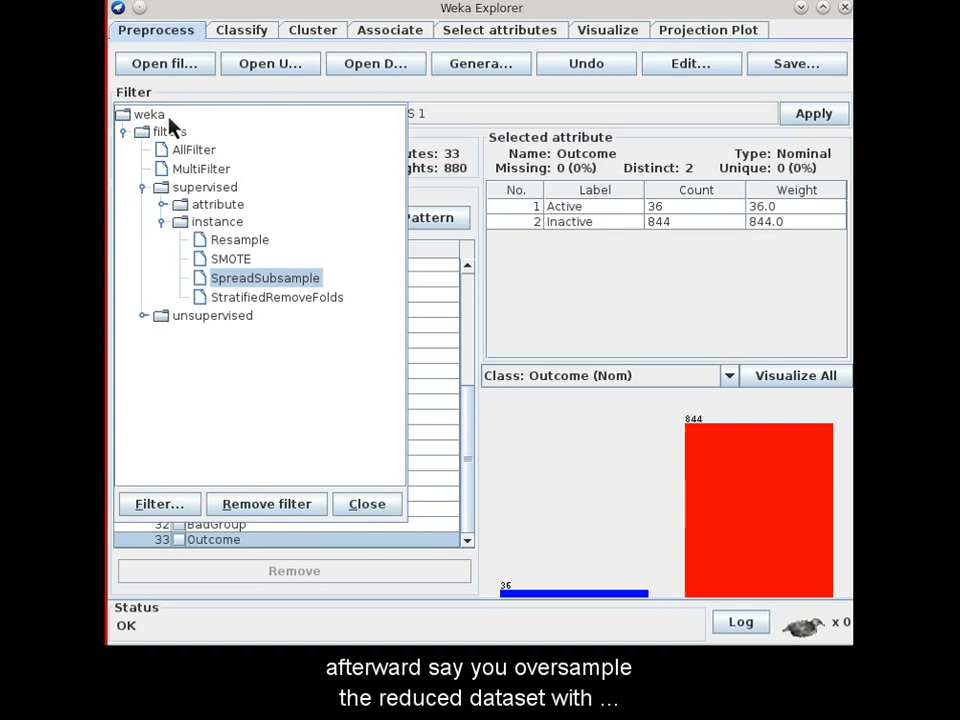 Weka Explorer
Preprocess Classify Cluster Associate Select attributes Visualize Projection Plot
Open fil... Open U... Open D... Genera... Undo Edit... Save...
Filter
weka
S 1 Apply
filters
AllFilter
MultiFilter
supervised
attribute
instance
Resample
SMOTE
SpreadSubsample
StratifiedRemoveFolds
unsupervised
Filter... Remove filter Close
utes: 33
ghts: 880
Pattern
32 BadGroup
33 Outcome
Remove
Selected attribute
Name: Outcome Type: Nominal
Missing: 0 (0%) Distinct: 2 Unique: 0 (0%)
No. Label Count Weight
1 Active 36 36.0
2 Inactive 844 844.0
Class: Outcome (Nom) Visualize All
844
36
Status
OK
Log x 0
afterward say you oversample
the reduced dataset with ...